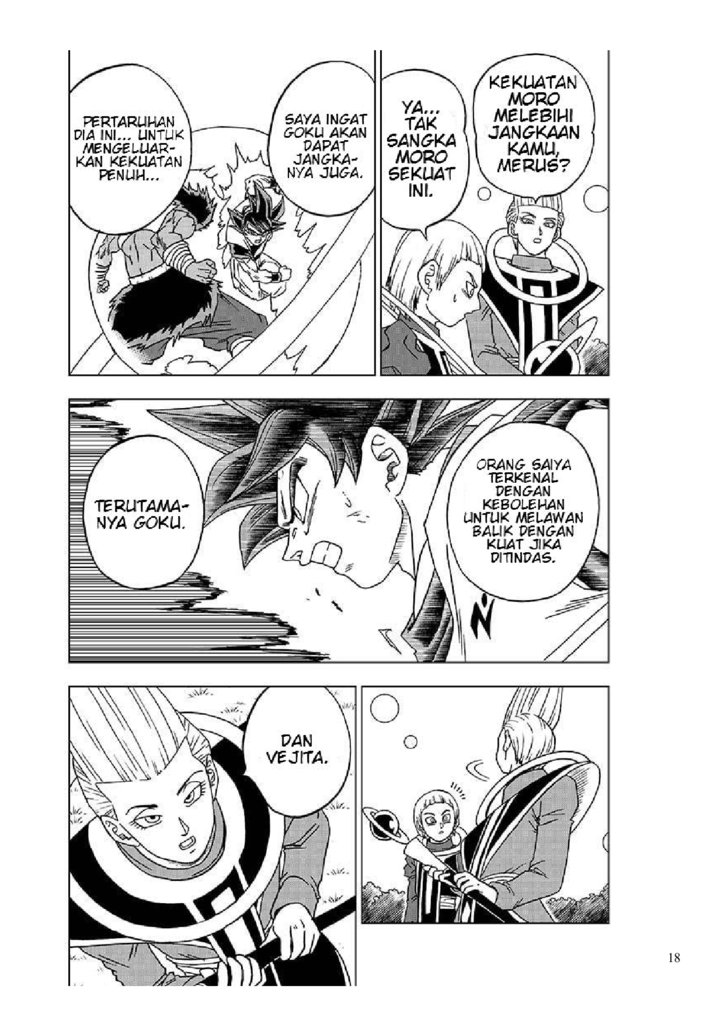 KEKUATAN
MORO
MELEBIHI
JANGKAAN
KAMU,
MERUS?
YA...
TAK
SANGKA
MORO
SEKUAT
INI.
SAYA INGAT
GOKU AKAN
DAPAT
JANGKA-
NYA JUGA.
PERTARUHAN
DIA INI... UNTUK
MENGELUAR-
KAN KEKUATAN
PENUH...
ORANG SAIYA
TERKENAL
DENGAN
KEBOLEHAN
UNTUK MELAWAN
BALIK DENGAN
KUAT JIKA
DITINDAS.
TERUTAMA-
NYA GOKU.
DAN
VEJITA.
18